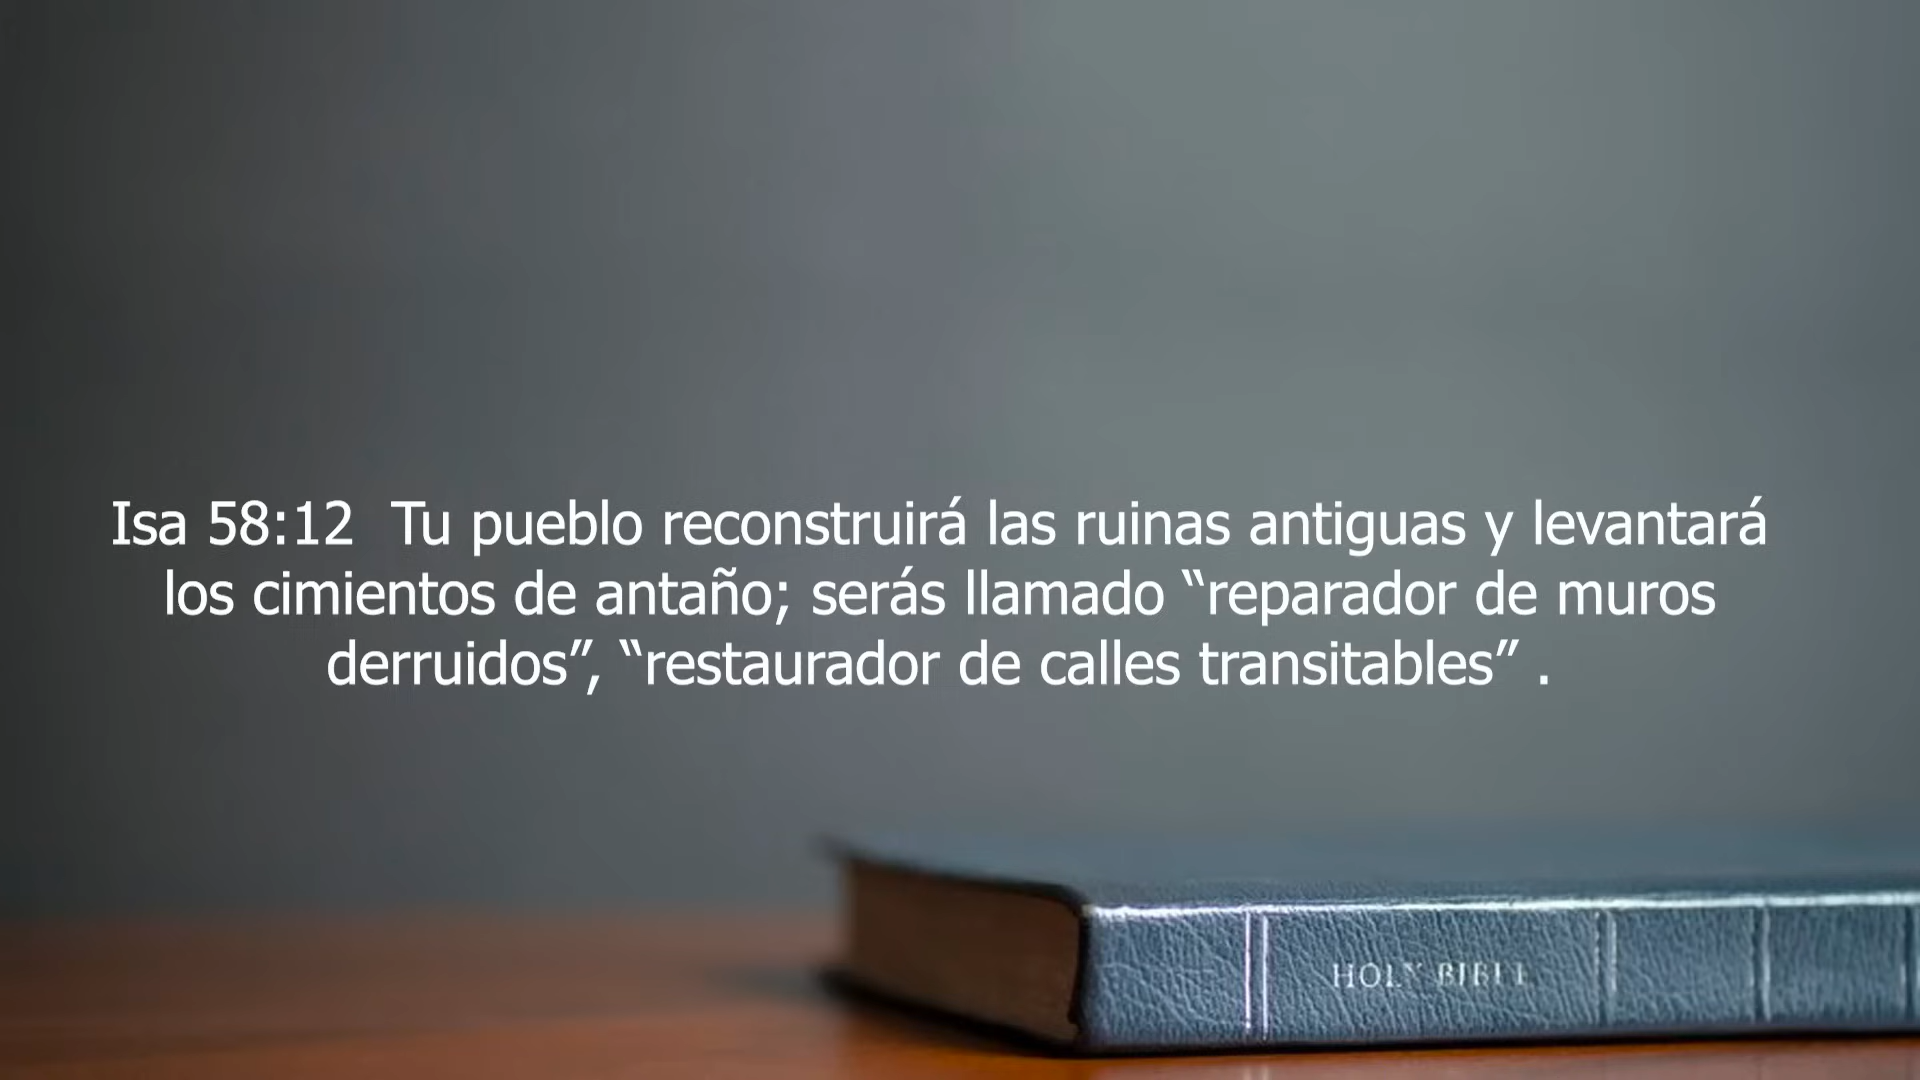 Isa 58:12  Tu pueblo reconstruirá las ruinas antiguas y levantará
los cimientos de antaño; serás llamado “reparador de muros
derruidos”, “restaurador de calles transitables” .
HOLY BIBLE